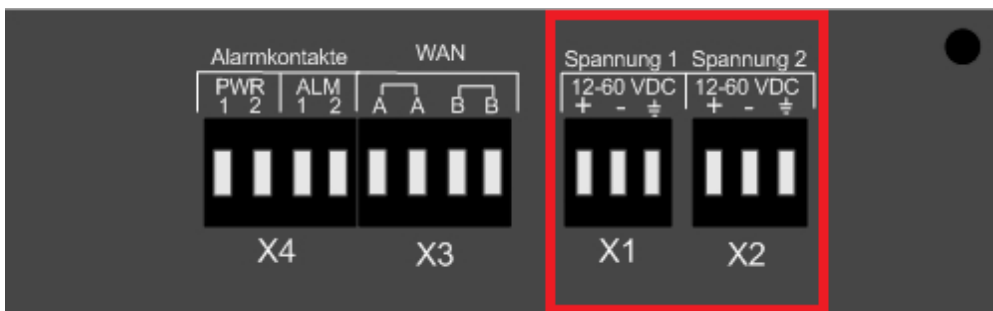 Alarmkontakte WAN Spannung 1 Spannung 2
PWR ALM 12-60 VDC 12-60 VDC
1 2 1 2 A A B B + - ⏚ + - ⏚
X4 X3 X1 X2